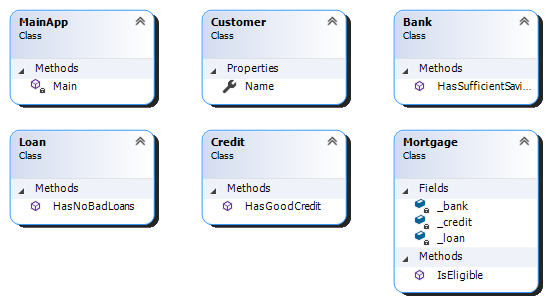 MainApp
Class
Methods
Main
Customer
Class
Properties
Name
Bank
Class
Methods
HasSufficientSavi...
Loan
Class
Methods
HasNoBadLoans
Credit
Class
Methods
HasGoodCredit
Mortgage
Class
Fields
_bank
_credit
_loan
Methods
IsEligible